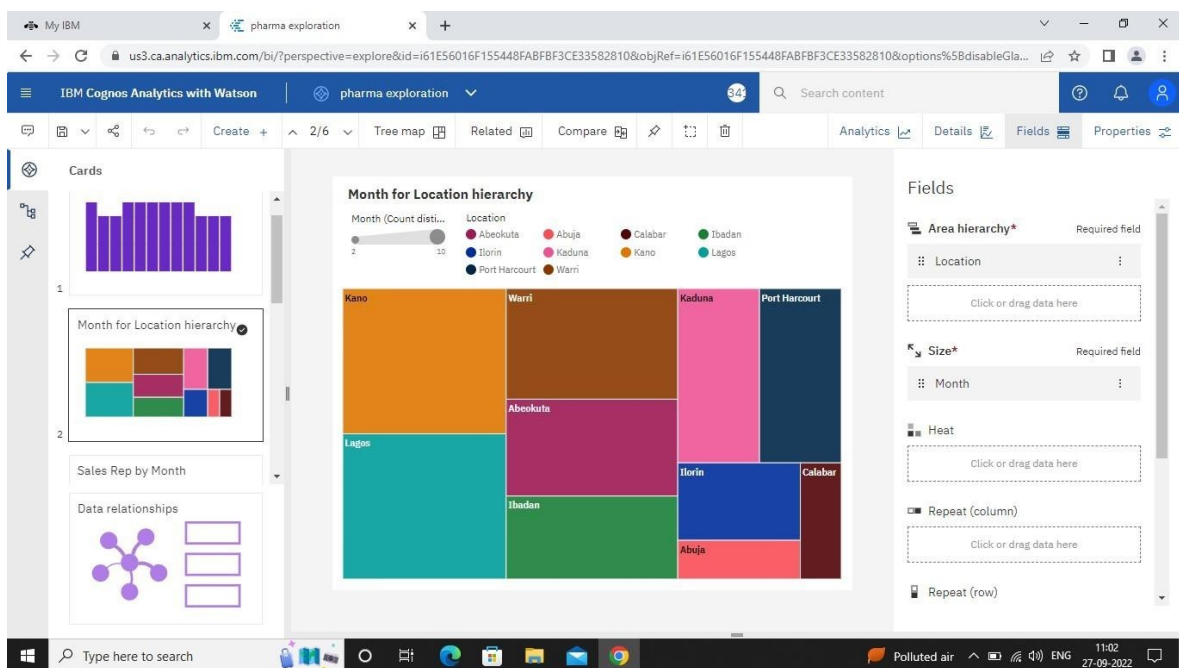 My IBM
pharma exploration
us3.ca.analytics.ibm.com/bi/?perspective=explore&id=i61E56016F155448FABFBF3CE33582810&objRef=i61E56016F155448FABFBF3CE33582810&options%5BdisableGla...
IBM Cognos Analytics with Watson
pharma exploration
Search content
Create +
2/6
Tree map
Related
Compare
Analytics
Details
Fields
Properties
Cards
1
Month for Location hierarchy
2
Sales Rep by Month
Data relationships
Month for Location hierarchy
Month (Count disti...
2 10
Location
Abeokuta Abuja Calabar Ibadan
Ilorin Kaduna Kano Lagos
Port Harcourt Warri
Kano
Warri
Kaduna
Port Harcourt
Abeokuta
Lagos
Ilorin
Calabar
Ibadan
Abuja
Fields
Area hierarchy* Required field
Location
Click or drag data here
Size* Required field
Month
Heat
Click or drag data here
Repeat (column)
Click or drag data here
Repeat (row)
Type here to search
Polluted air
ENG
11:02
27-09-2022